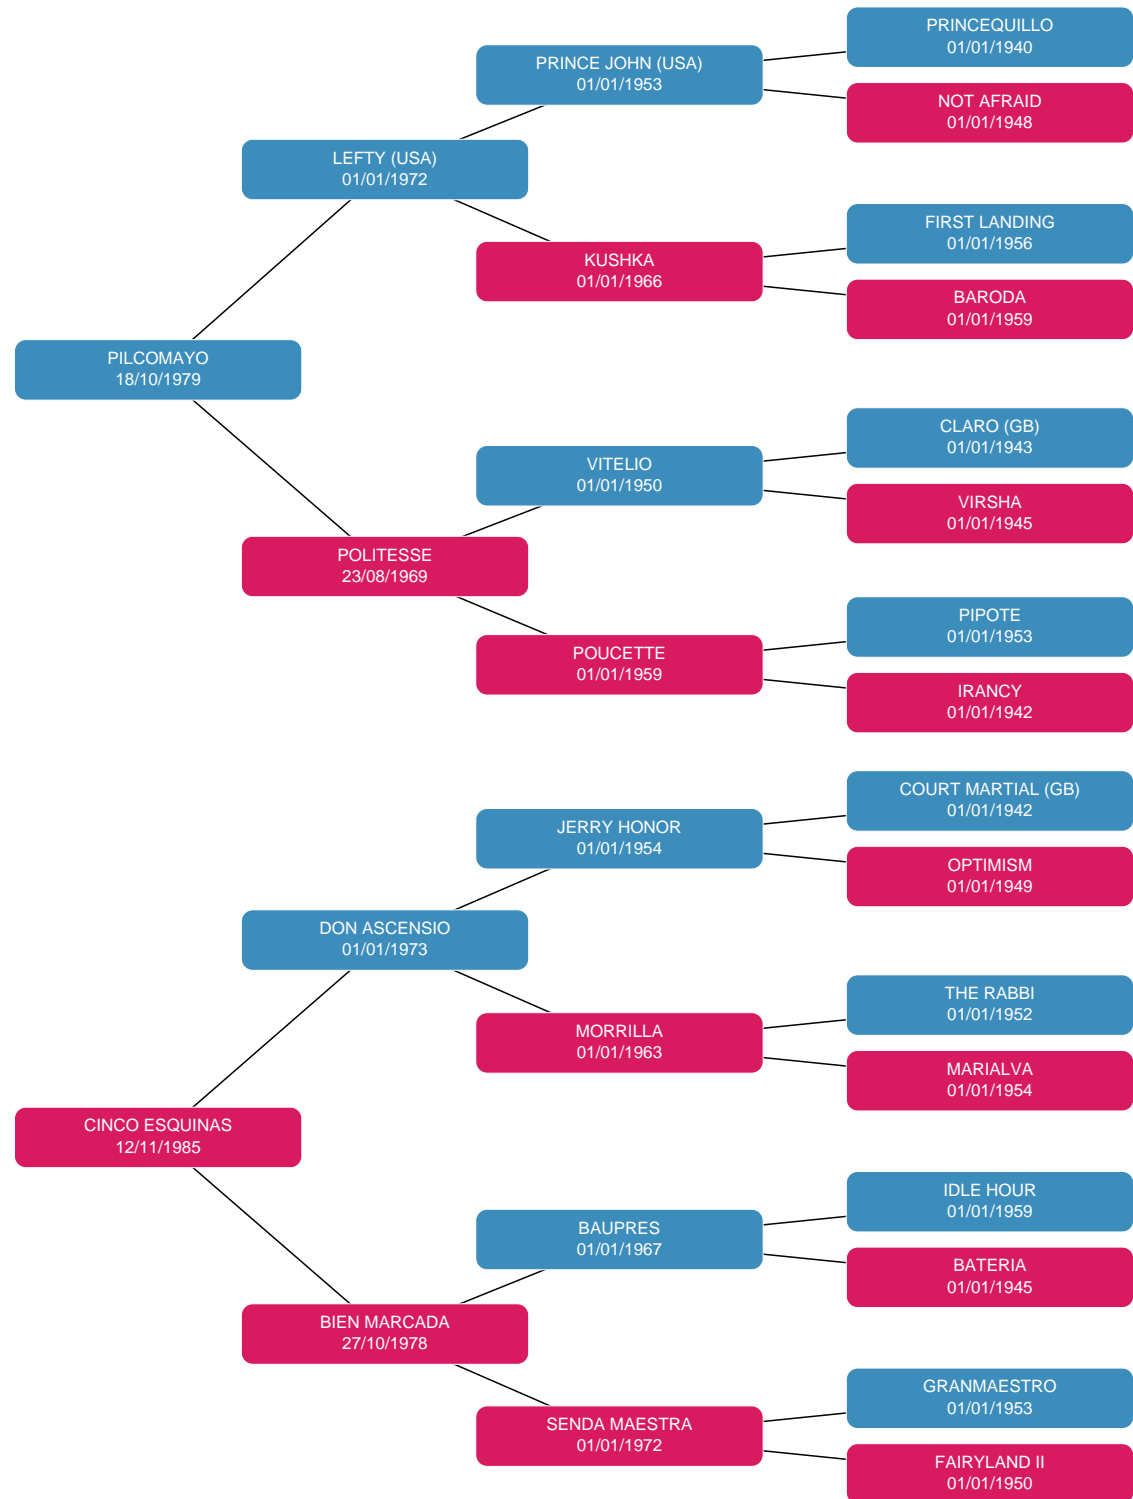 PRINCEQUILLO
01/01/1940
PRINCE JOHN (USA)
01/01/1953
NOT AFRAID
01/01/1948
LEFTY (USA)
01/01/1972
FIRST LANDING
01/01/1956
KUSHKA
01/01/1966
BARODA
01/01/1959
PILCOMAYO
18/10/1979
CLARO (GB)
01/01/1943
VITELIO
01/01/1950
VIRSHA
01/01/1945
POLITESSE
23/08/1969
PIPOTE
01/01/1953
POUCETTE
01/01/1959
IRANCY
01/01/1942
COURT MARTIAL (GB)
01/01/1942
JERRY HONOR
01/01/1954
OPTIMISM
01/01/1949
DON ASCENSIO
01/01/1973
THE RABBI
01/01/1952
MORRILLA
01/01/1963
MARIALVA
01/01/1954
CINCO ESQUINAS
12/11/1985
IDLE HOUR
01/01/1959
BAUPRES
01/01/1967
BATERIA
01/01/1945
BIEN MARCADA
27/10/1978
GRANMAESTRO
01/01/1953
SENDA MAESTRA
01/01/1972
FAIRYLAND II
01/01/1950